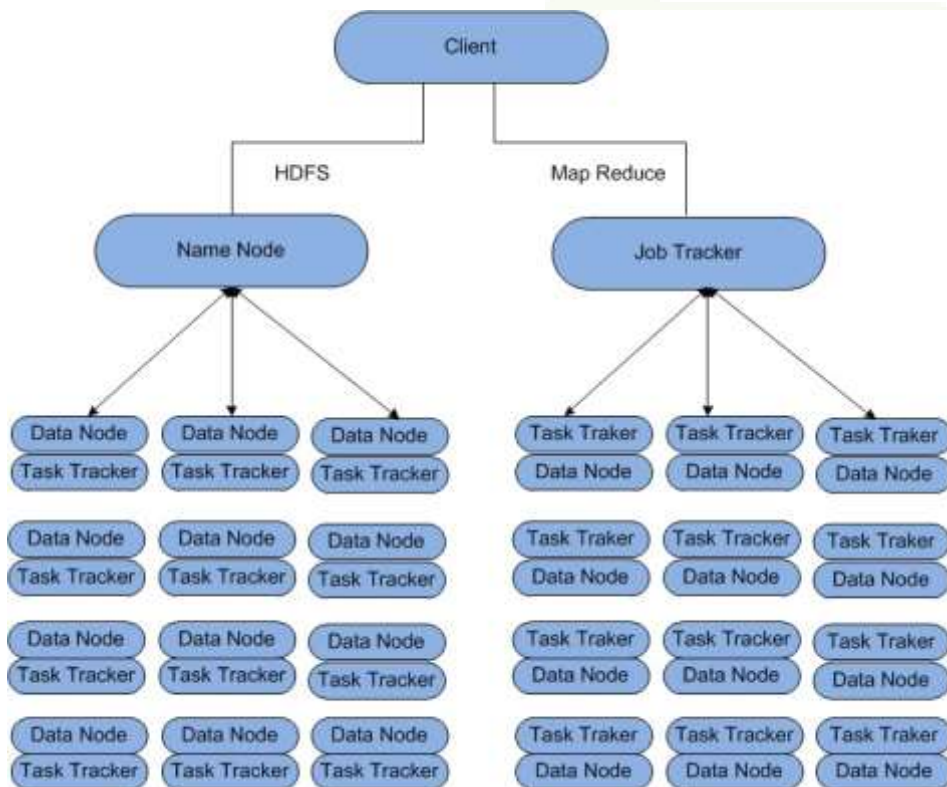 Client
HDFS
Map Reduce
Name Node
Job Tracker
Data Node
Task Tracker
Data Node
Task Tracker
Data Node
Task Tracker
Task Traker
Data Node
Task Tracker
Data Node
Task Traker
Data Node
Data Node
Task Tracker
Data Node
Task Tracker
Data Node
Task Tracker
Task Traker
Data Node
Task Tracker
Data Node
Task Traker
Data Node
Data Node
Task Tracker
Data Node
Task Tracker
Data Node
Task Tracker
Task Traker
Data Node
Task Tracker
Data Node
Task Traker
Data Node
Data Node
Task Tracker
Data Node
Task Tracker
Data Node
Task Tracker
Task Traker
Data Node
Task Tracker
Data Node
Task Traker
Data Node